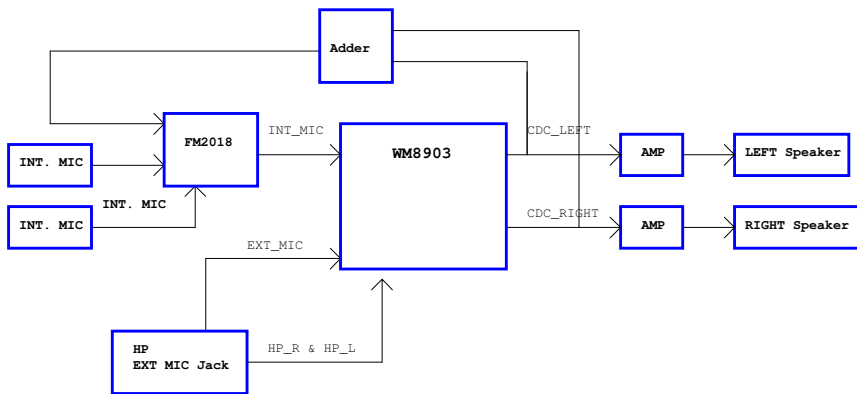 Adder
FM2018
INT_MIC
CDC_LEFT
WM8903
AMP
LEFT Speaker
INT. MIC
INT. MIC
INT. MIC
CDC_RIGHT
AMP
RIGHT Speaker
EXT_MIC
HP
EXT MIC Jack
HP_R & HP_L